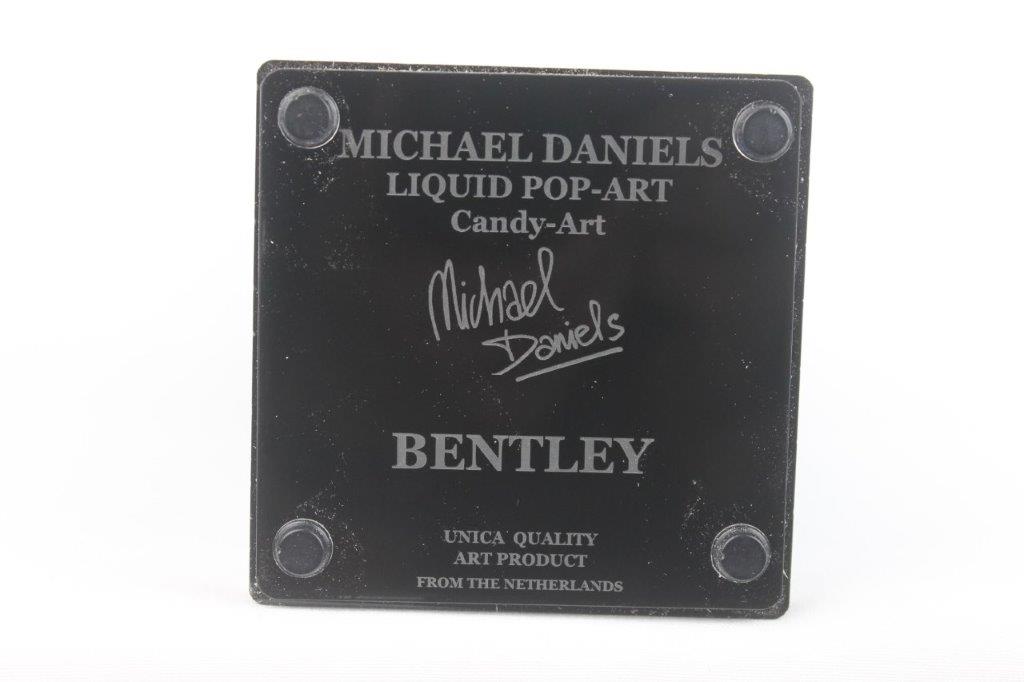 MICHAEL DANIELS
LIQUID POP-ART
Candy-Art
Michael
Daniels
BENTLEY
UNICA QUALITY
ART PRODUCT
FROM THE NETHERLANDS